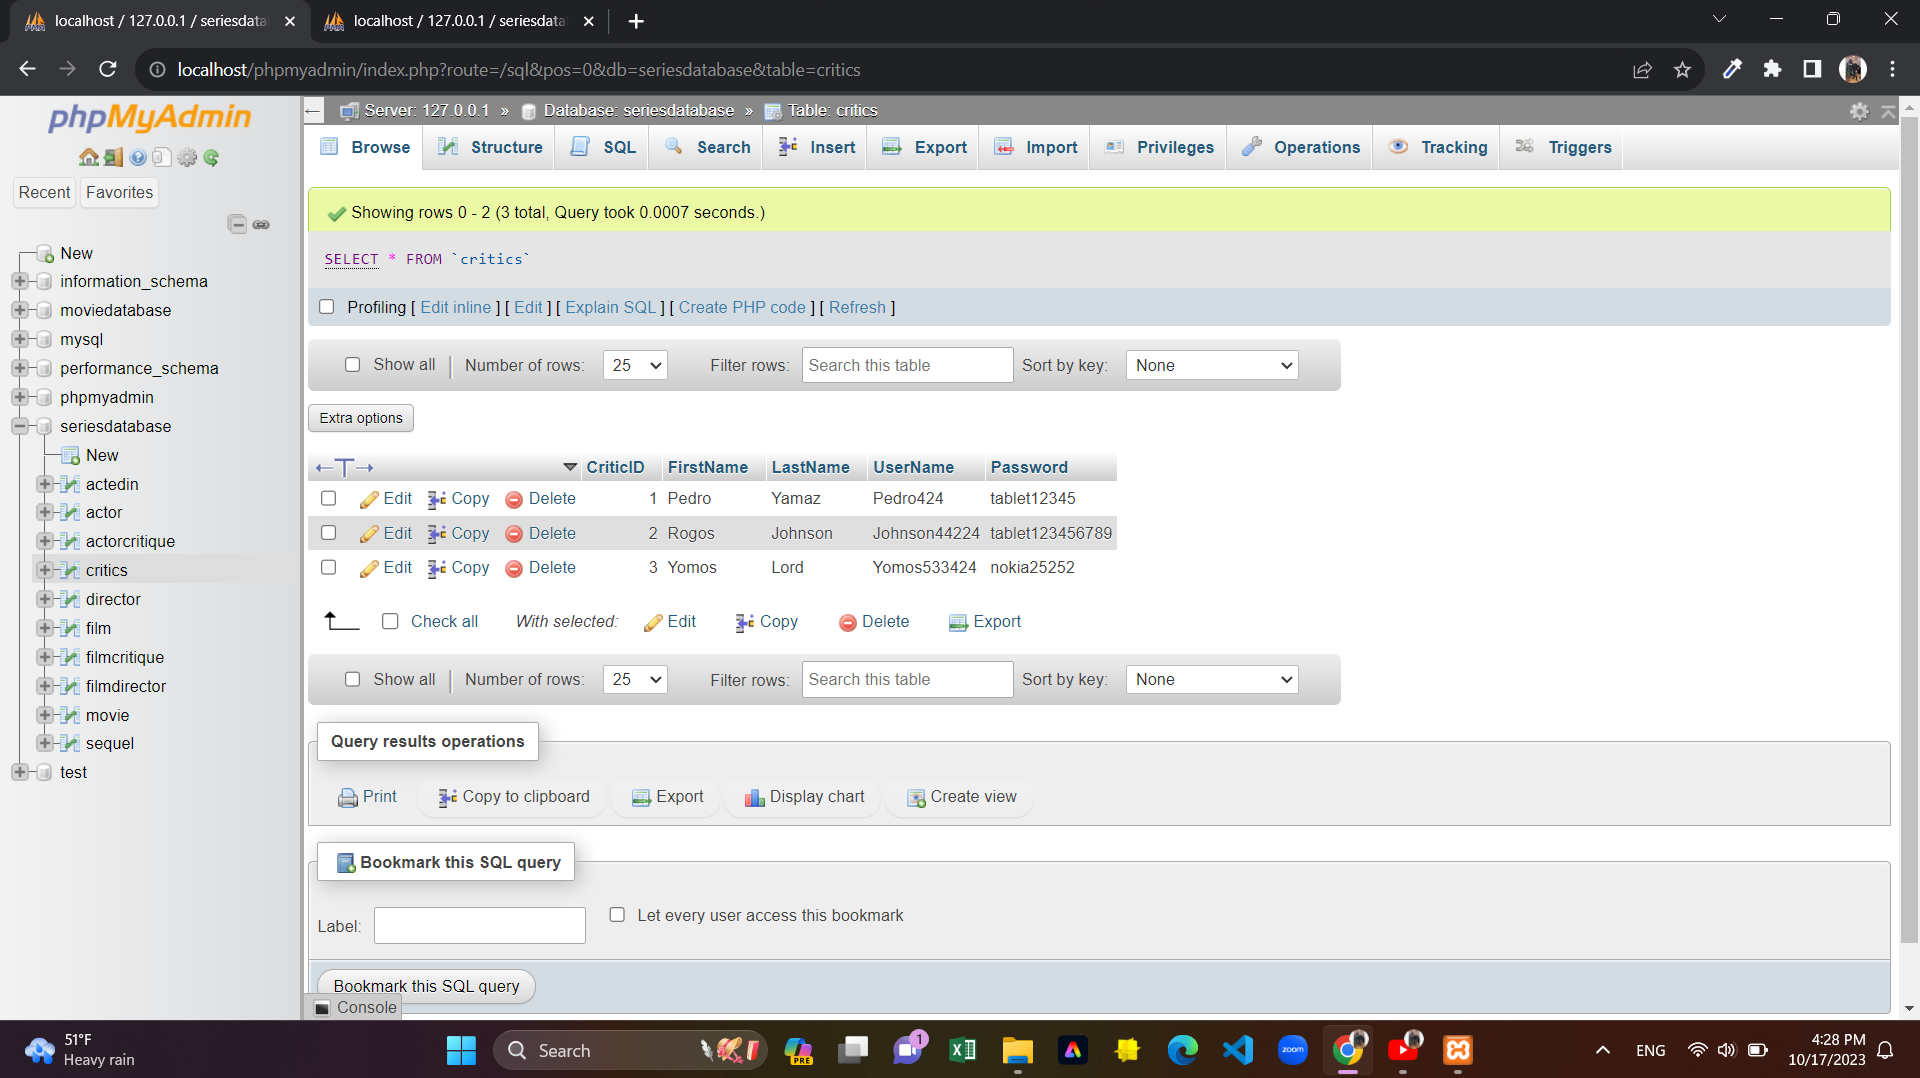 localhost / 127.0.0.1 / seriesdata
localhost / 127.0.0.1 / seriesdata
localhost/phpmyadmin/index.php?route=/sql&pos=0&db=seriesdatabase&table=critics
phpMyAdmin
Recent
Favorites
New
information_schema
moviedatabase
mysql
performance_schema
phpmyadmin
seriesdatabase
New
actedin
actor
actorcritique
critics
director
film
filmcritique
filmdirector
movie
sequel
test
Server: 127.0.0.1 » Database: seriesdatabase » Table: critics
Browse Structure SQL Search Insert Export Import Privileges Operations Tracking Triggers
Showing rows 0 - 2 (3 total, Query took 0.0007 seconds.)
SELECT * FROM `critics`
Profiling [ Edit inline ] [ Edit ] [ Explain SQL ] [ Create PHP code ] [ Refresh ]
Show all Number of rows: 25 Filter rows: Search this table Sort by key: None
Extra options
CriticID FirstName LastName UserName Password
Edit Copy Delete 1 Pedro Yamaz Pedro424 tablet12345
Edit Copy Delete 2 Rogos Johnson Johnson44224 tablet123456789
Edit Copy Delete 3 Yomos Lord Yomos533424 nokia25252
Check all With selected: Edit Copy Delete Export
Show all Number of rows: 25 Filter rows: Search this table Sort by key: None
Query results operations
Print Copy to clipboard Export Display chart Create view
Bookmark this SQL query
Label: Let every user access this bookmark
Bookmark this SQL query
Console
51°F
Heavy rain
Search
PRE
1
zoom
ENG
4:28 PM
10/17/2023